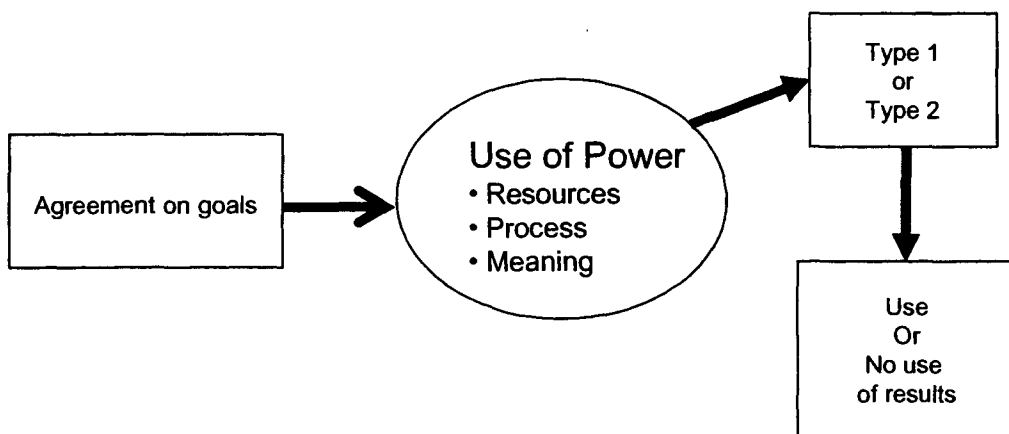 Agreement on goals
Use of Power
• Resources
• Process
• Meaning
Type 1
or
Type 2
Use
Or
No use
of results